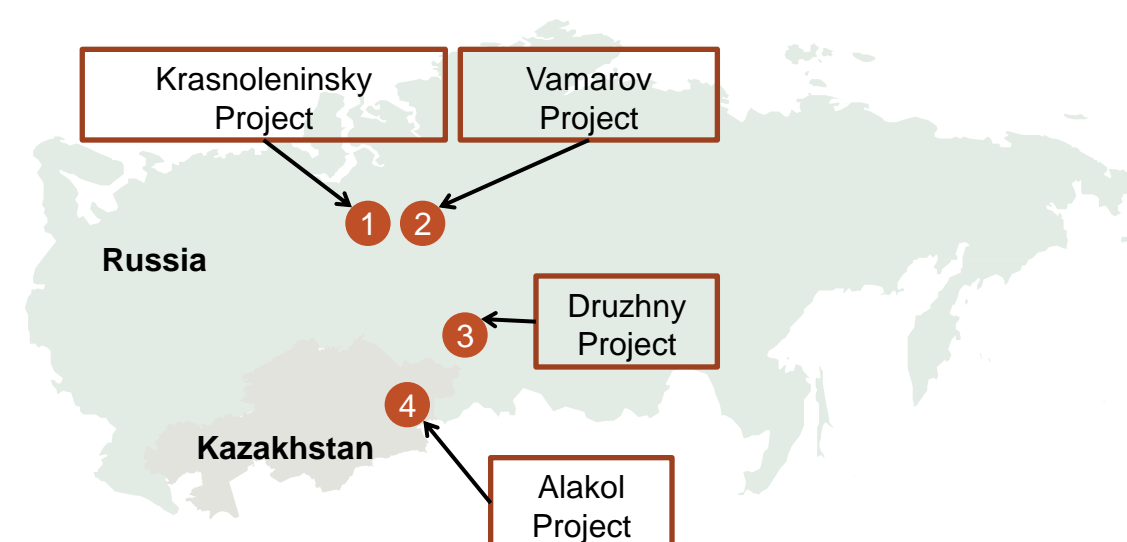 Krasnoleninsky
Project
Vamarov
Project
1
2
Russia
Druzhny
Project
3
4
Kazakhstan
Alakol
Project